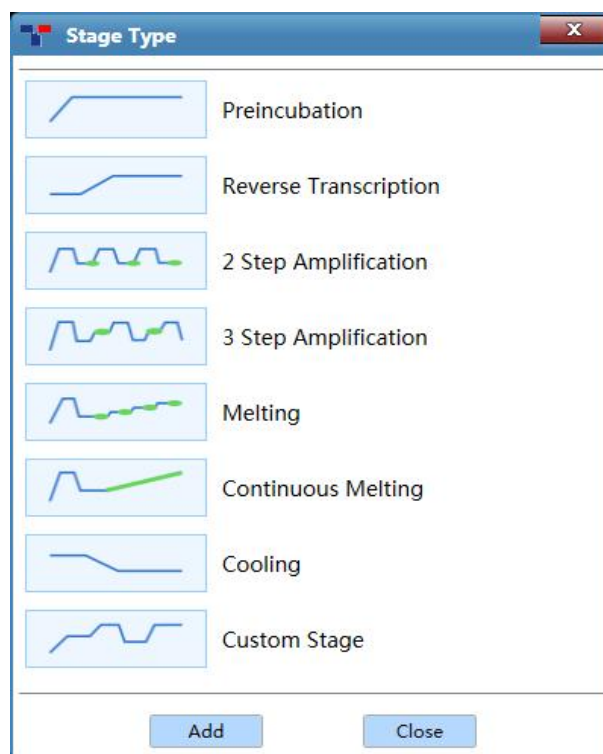 Stage Type
x
Preincubation
Reverse Transcription
2 Step Amplification
3 Step Amplification
Melting
Continuous Melting
Cooling
Custom Stage
Add
Close